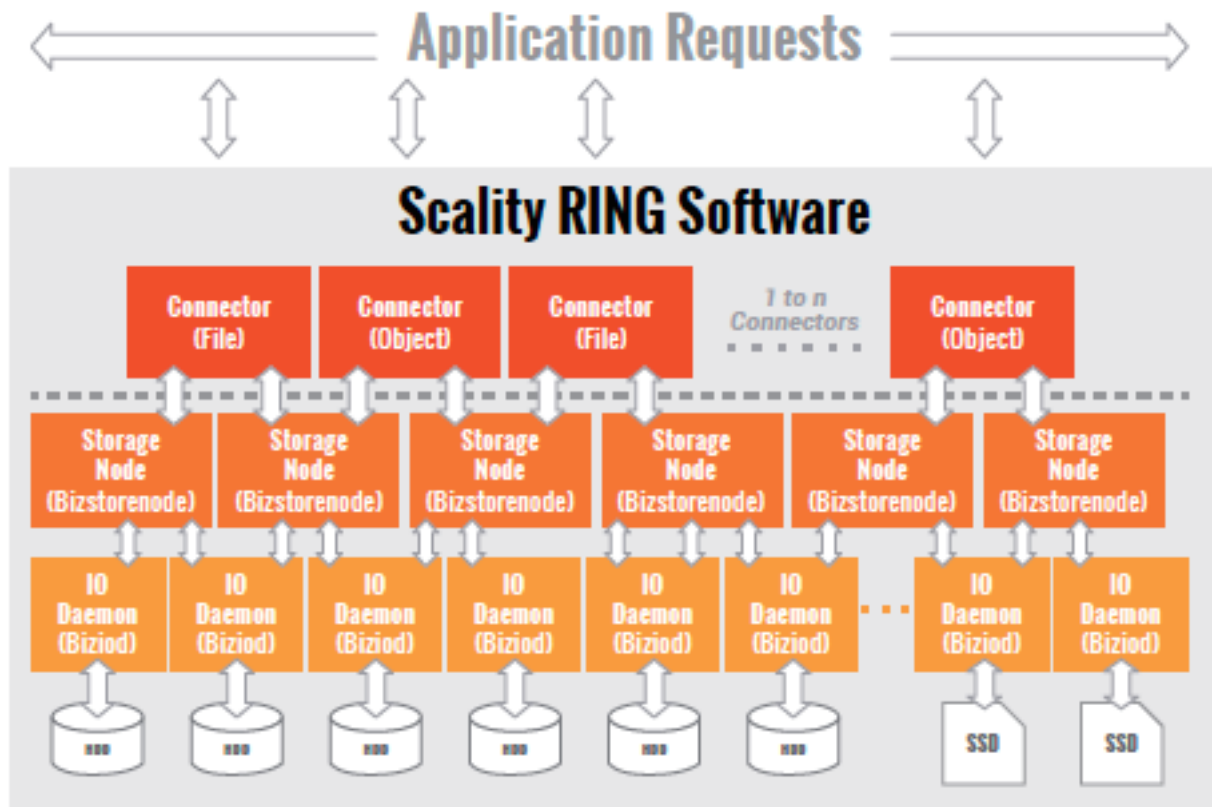 Application Requests
Scality RING Software
Connector
(File)
Connector
(Object)
Connector
(File)
1 to n
Connectors
Connector
(Object)
Storage
Node
(Bizstorenode)
Storage
Node
(Bizstorenode)
Storage
Node
(Bizstorenode)
Storage
Node
(Bizstorenode)
Storage
Node
(Bizstorenode)
Storage
Node
(Bizstorenode)
IO
Daemon
(Biziod)
IO
Daemon
(Biziod)
IO
Daemon
(Biziod)
IO
Daemon
(Biziod)
IO
Daemon
(Biziod)
IO
Daemon
(Biziod)
IO
Daemon
(Biziod)
IO
Daemon
(Biziod)
HDD
HDD
HDD
HDD
HDD
HDD
SSD
SSD